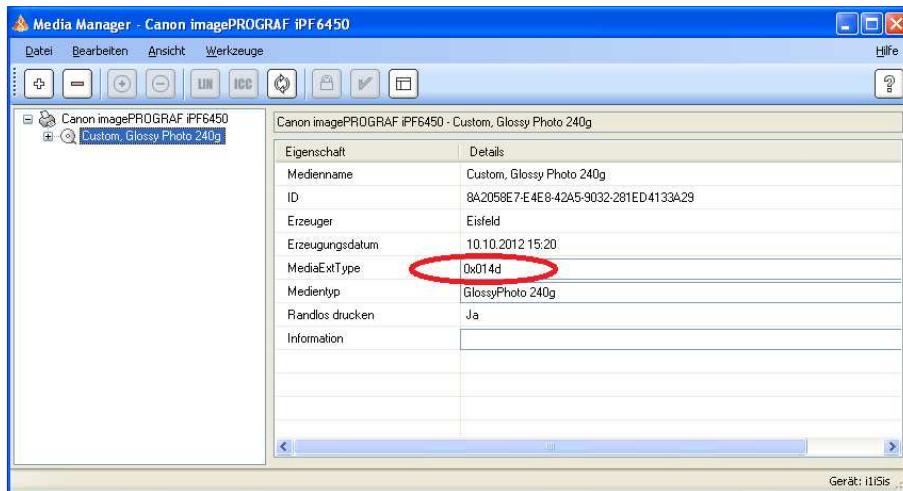 Media Manager - Canon imagePROGRAF iPF6450
Datei Bearbeiten Ansicht Werkzeuge Hilfe
LIN ICC ?
Canon imagePROGRAF iPF6450
Custom, Glossy Photo 240g
Canon imagePROGRAF iPF6450 - Custom, Glossy Photo 240g
Eigenschaft Details
Medienname Custom, Glossy Photo 240g
ID 8A2058E7-E4E8-42A5-9032-281ED4133A29
Erzeuger Eisfeld
Erzeugungsdatum 10.10.2012 15:20
MediaExtType 0x014d
Medientyp GlossyPhoto 240g
Randlos drucken Ja
Information
Gerät: i1iSis